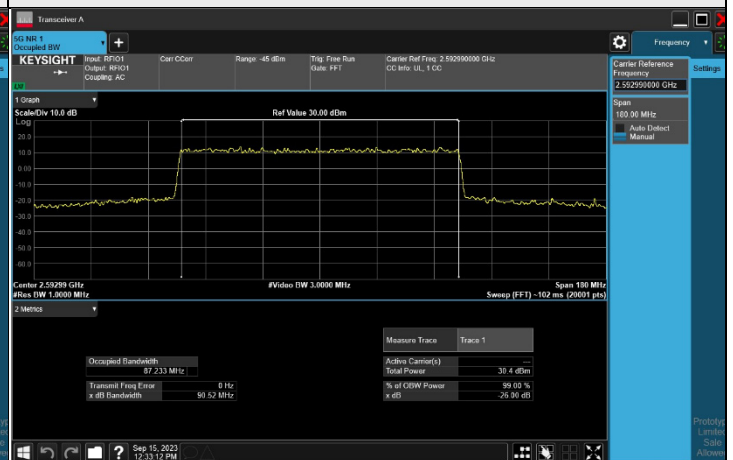 Transceiver A
5G NR 1
Occupied BW
Frequency
KEYSIGHT
Input: RFIO1
Output: RFIO1
Coupling: AC
Corr CCorr
Range: -45 dBm
Trig: Free Run
Gate: FFT
Carrier Ref Freq: 2.592990000 GHz
CC Info: UL, 1 CC
LW
Carrier Reference
Frequency
2.592990000 GHz
Settings
Span
180.00 MHz
Auto Detect
Manual
1 Graph
Scale/Div 10.0 dB
Ref Value 30.00 dBm
Log
20.0
10.0
0.00
-10.0
-20.0
-30.0
-40.0
-50.0
-60.0
Center 2.59299 GHz
#Video BW 3.0000 MHz
Span 180 MHz
#Res BW 1.0000 MHz
Sweep (FFT) ~102 ms (20001 pts)
2 Metrics
Measure Trace
Trace 1
Occupied Bandwidth
87.233 MHz
Active Carrier(s)
---
Total Power
30.4 dBm
Transmit Freq Error
0 Hz
x dB Bandwidth
90.52 MHz
% of OBW Power
99.00 %
x dB
-26.00 dB
Sep 15, 2023
12:33:12 PM
Limited
Sale